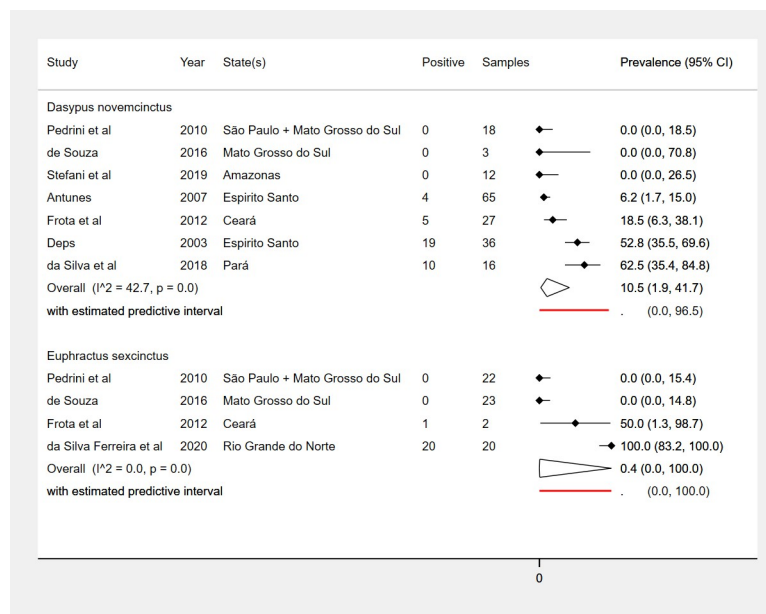 Study Year State(s) Positive Samples Prevalence (95% CI)
Dasypus novemcinctus
Pedrini et al 2010 São Paulo + Mato Grosso do Sul 0 18 0.0 (0.0, 18.5)
de Souza 2016 Mato Grosso do Sul 0 3 0.0 (0.0, 70.8)
Stefani et al 2019 Amazonas 0 12 0.0 (0.0, 26.5)
Antunes 2007 Espirito Santo 4 65 6.2 (1.7, 15.0)
Frota et al 2012 Ceará 5 27 18.5 (6.3, 38.1)
Deps 2003 Espirito Santo 19 36 52.8 (35.5, 69.6)
da Silva et al 2018 Pará 10 16 62.5 (35.4, 84.8)
Overall (I^2 = 42.7, p = 0.0) 10.5 (1.9, 41.7)
with estimated predictive interval . (0.0, 96.5)
Euphractus sexcinctus
Pedrini et al 2010 São Paulo + Mato Grosso do Sul 0 22 0.0 (0.0, 15.4)
de Souza 2016 Mato Grosso do Sul 0 23 0.0 (0.0, 14.8)
Frota et al 2012 Ceará 1 2 50.0 (1.3, 98.7)
da Silva Ferreira et al 2020 Rio Grande do Norte 20 20 100.0 (83.2, 100.0)
Overall (I^2 = 0.0, p = 0.0) 0.4 (0.0, 100.0)
with estimated predictive interval . (0.0, 100.0)
0